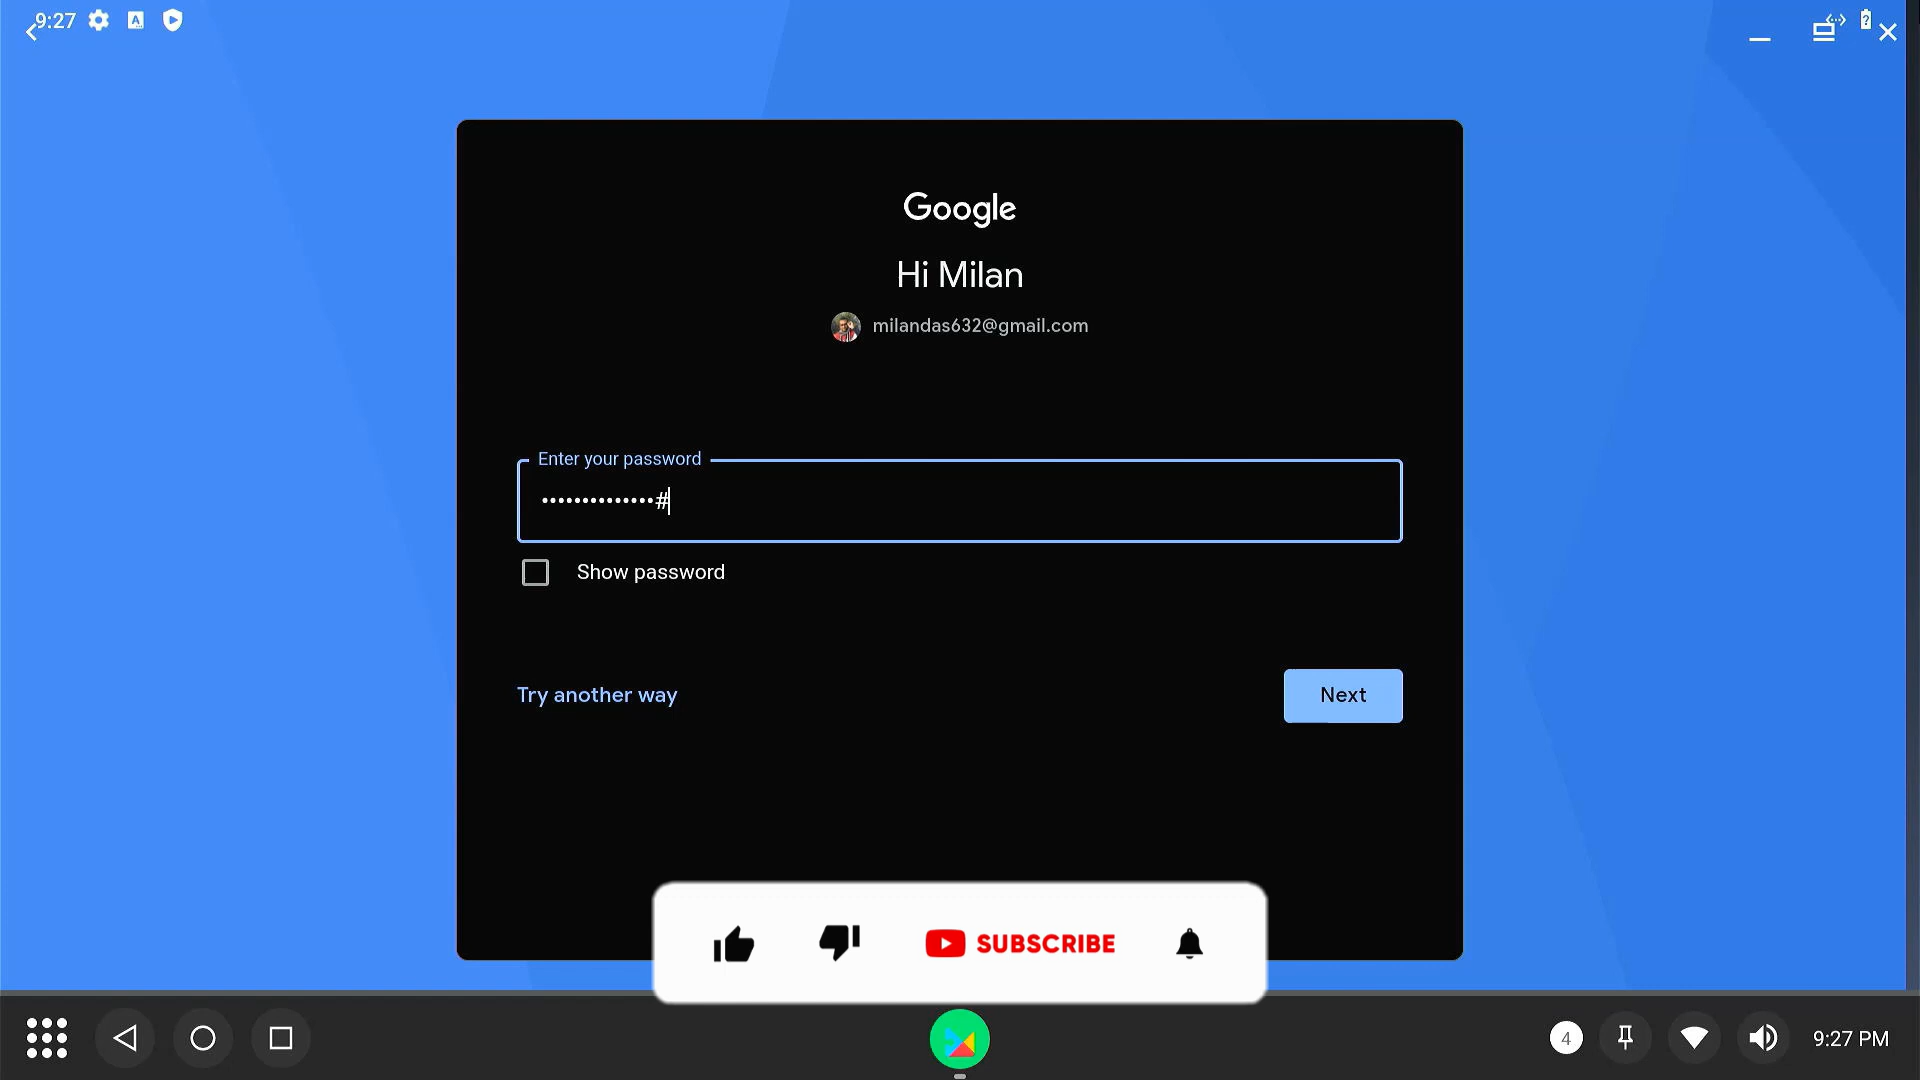 9:27
Google
Hi Milan
milandas632@gmail.com
Enter your password
••••••••••••••#
Show password
Try another way
Next
SUBSCRIBE
4
9:27 PM